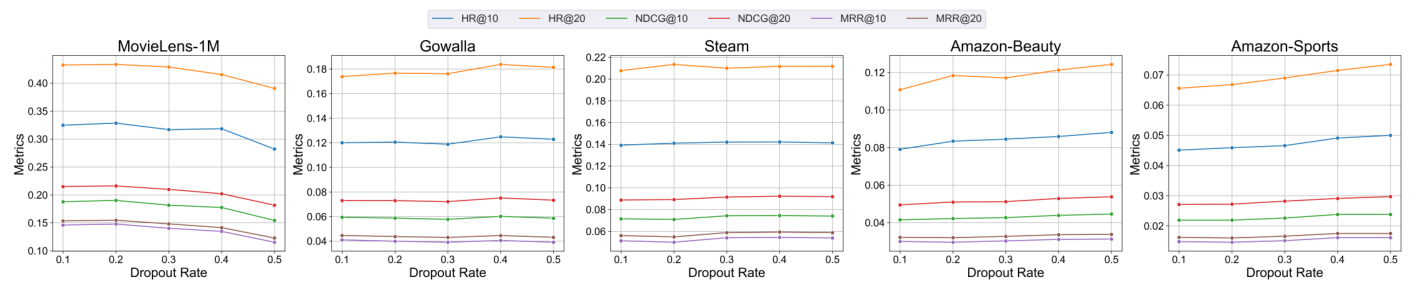 HR@10 HR@20 NDCG@10 NDCG@20 MRR@10 MRR@20
MovieLens-1M
0.40
0.35
0.30
0.25
0.20
0.15
0.10
Metrics
0.1 0.2 0.3 0.4 0.5
Dropout Rate
Gowalla
0.18
0.16
0.14
0.12
0.10
0.08
0.06
0.04
Metrics
0.1 0.2 0.3 0.4 0.5
Dropout Rate
Steam
0.22
0.20
0.18
0.16
0.14
0.12
0.10
0.08
0.06
Metrics
0.1 0.2 0.3 0.4 0.5
Dropout Rate
Amazon-Beauty
0.12
0.10
0.08
0.06
0.04
Metrics
0.1 0.2 0.3 0.4 0.5
Dropout Rate
Amazon-Sports
0.07
0.06
0.05
0.04
0.03
0.02
Metrics
0.1 0.2 0.3 0.4 0.5
Dropout Rate